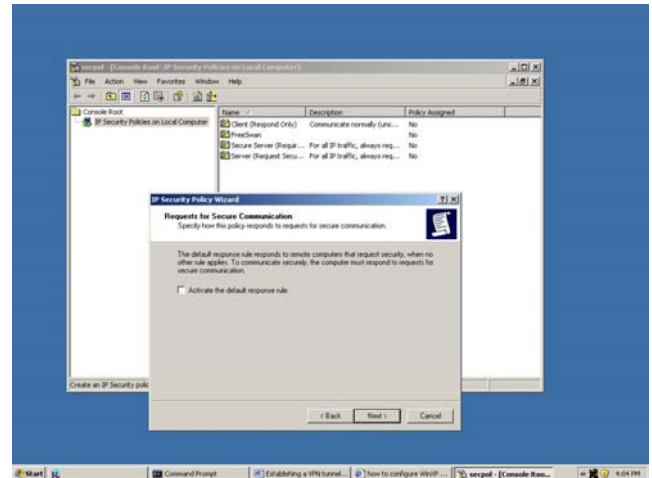 secpol - [Console Root\IP Security Policies on Local Computer]
File Action View Favorites Window Help
Console Root
IP Security Policies on Local Computer
Name Description Policy Assigned
Client (Respond Only) Communicate normally (uns... No
FreeSwan No
Secure Server (Requir... For all IP traffic, always req... No
Server (Request Secu... For all IP traffic, always req... No
IP Security Policy Wizard
Requests for Secure Communication
Specify how this policy responds to requests for secure communication.
The default response rule responds to remote computers that request security, when no
other rule applies. To communicate securely, the computer must respond to requests for
secure communication.
Activate the default response rule.
Create an IP Security polic
< Back Next > Cancel
Start Command Prompt Establishing a VPN tunnel... how to configure WinXP ... secpol - [Console Roo... « 4:04 PM